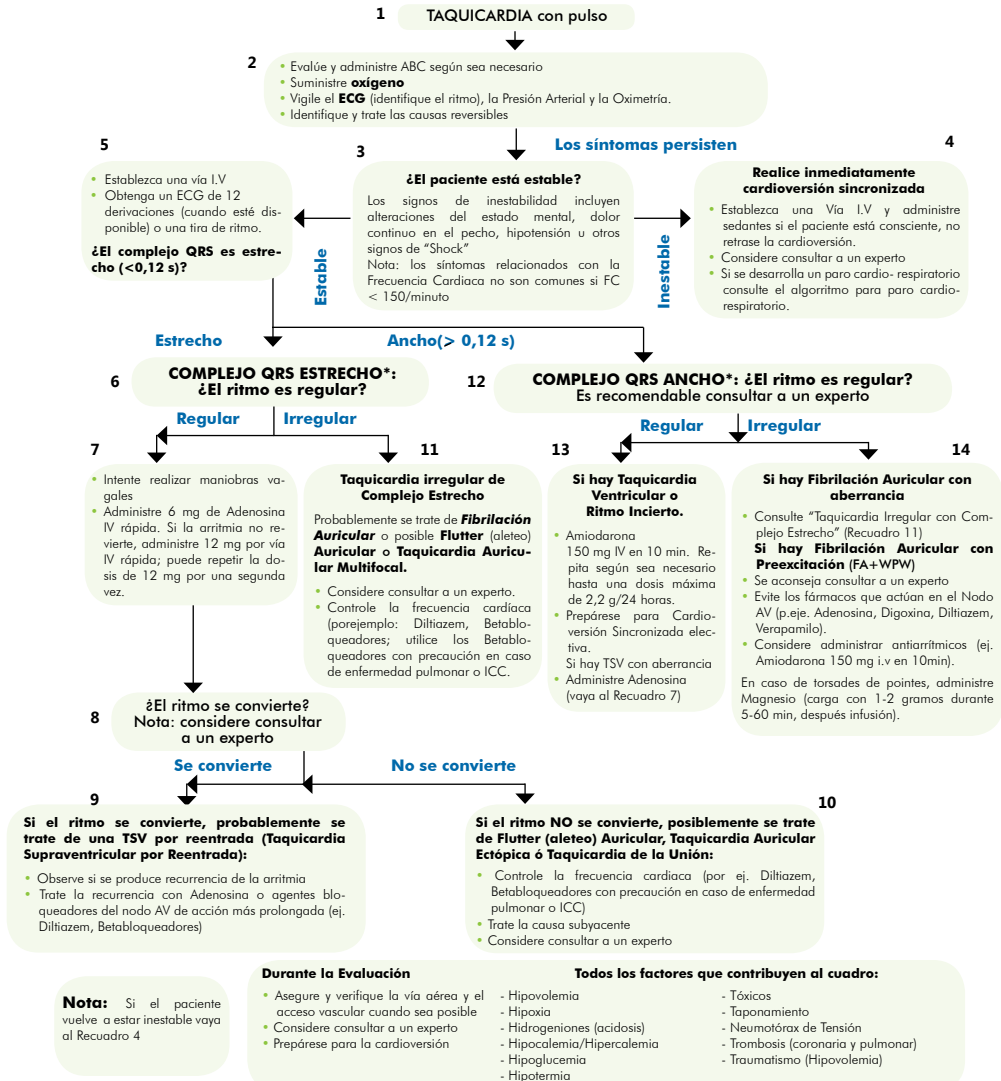 1 TAQUICARDIA con pulso
2
• Evalúe y administre ABC según sea necesario
• Suministre oxígeno
• Vigile el ECG (identifique el ritmo), la Presión Arterial y la Oximetría.
• Identifique y trate las causas reversibles
Los síntomas persisten
5
• Establezca una vía I.V
• Obtenga un ECG de 12
derivaciones (cuando esté dis-
ponible) o una tira de ritmo.
¿El complejo QRS es estre-
cho (<0,12 s)?
Estable
3
¿El paciente está estable?
Los signos de inestabilidad incluyen
alteraciones del estado mental, dolor
continuo en el pecho, hipotensión u otros
signos de “Shock”
Nota: los síntomas relacionados con la
Frecuencia Cardiaca no son comunes si FC
< 150/minuto
Inestable
4
Realice inmediatamente
cardioversión sincronizada
• Establezca una Vía I.V y administre
sedantes si el paciente está consciente, no
retrase la cardioversión.
• Considere consultar a un experto
• Si se desarrolla un paro cardio- respiratorio
consulte el algorritmo para paro cardio-
respiratorio.
Estrecho
Ancho(> 0,12 s)
6
COMPLEJO QRS ESTRECHO*:
¿El ritmo es regular?
12
COMPLEJO QRS ANCHO*: ¿El ritmo es regular?
Es recomendable consultar a un experto
Regular
Irregular
Regular
Irregular
7
• Intente realizar maniobras va-
gales
• Administre 6 mg de Adenosina
IV rápida. Si la arritmia no re-
vierte, administre 12 mg por vía
IV rápida; puede repetir la do-
sis de 12 mg por una segunda
vez.
11
Taquicardia irregular de
Complejo Estrecho
Probablemente se trate de Fibrilación
Auricular o posible Flutter (aleteo)
Auricular o Taquicardia Auricu-
lar Multifocal.
• Considere consultar a un experto.
• Controle la frecuencia cardíaca
(porejemplo: Diltiazem, Betablo-
queadores; utilice los Betablo-
queadores con precaución en caso
de enfermedad pulmonar o ICC.
13
Si hay Taquicardia
Ventricular o
Ritmo Incierto.
• Amiodarona
150 mg IV en 10 min. Re-
pita según sea necesario
hasta una dosis máxima
de 2,2 g/24 horas.
• Prepárese para Cardio-
versión Sincronizada elec-
tiva.
Si hay TSV con aberrancia
• Administre Adenosina
(vaya al Recuadro 7)
14
Si hay Fibrilación Auricular con
aberrancia
• Consulte “Taquicardia Irregular con Com-
plejo Estrecho” (Recuadro 11)
Si hay Fibrilación Auricular con
Preexcitación (FA+WPW)
• Se aconseja consultar a un experto
• Evite los fármacos que actúan en el Nodo
AV (p.eje. Adenosina, Digoxina, Diltiazem,
Verapamilo).
• Considere administrar antiarrítmicos (ej.
Amiodarona 150 mg i.v en 10min).
En caso de torsades de pointes, administre
Magnesio (carga con 1-2 gramos durante
5-60 min, después infusión).
8
¿El ritmo se convierte?
Nota: considere consultar
a un experto
Se convierte
No se convierte
9
Si el ritmo se convierte, probablemente se
trate de una TSV por reentrada (Taquicardia
Supraventricular por Reentrada):
• Observe si se produce recurrencia de la arritmia
• Trate la recurrencia con Adenosina o agentes blo-
queadores del nodo AV de acción más prolongada (ej.
Diltiazem, Betabloqueadores)
10
Si el ritmo NO se convierte, posiblemente se trate
de Flutter (aleteo) Auricular, Taquicardia Auricular
Ectópica ó Taquicardia de la Unión:
• Controle la frecuencia cardiaca (por ej. Diltiazem,
Betabloqueadores con precaución en caso de enfermedad
pulmonar o ICC)
• Trate la causa subyacente
• Considere consultar a un experto
Nota: Si el paciente
vuelve a estar inestable vaya
al Recuadro 4
Durante la Evaluación
• Asegure y verifique la vía aérea y el
acceso vascular cuando sea posible
• Considere consultar a un experto
• Prepárese para la cardioversión
Todos los factores que contribuyen al cuadro:
- Hipovolemia
- Hipoxia
- Hidrogeniones (acidosis)
- Hipocalemia/Hipercalemia
- Hipoglucemia
- Hipotermia
- Tóxicos
- Taponamiento
- Neumotórax de Tensión
- Trombosis (coronaria y pulmonar)
- Traumatismo (Hipovolemia)